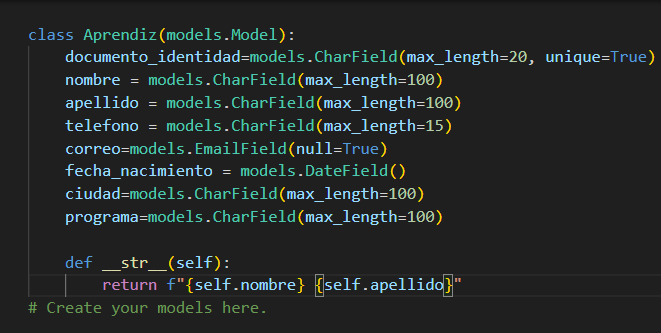 class Aprendiz(models.Model):
    documento_identidad=models.CharField(max_length=20, unique=True)
    nombre = models.CharField(max_length=100)
    apellido = models.CharField(max_length=100)
    telefono = models.CharField(max_length=15)
    correo=models.EmailField(null=True)
    fecha_nacimiento = models.DateField()
    ciudad=models.CharField(max_length=100)
    programa=models.CharField(max_length=100)

    def __str__(self):
        return f"{self.nombre} {self.apellido}"
# Create your models here.